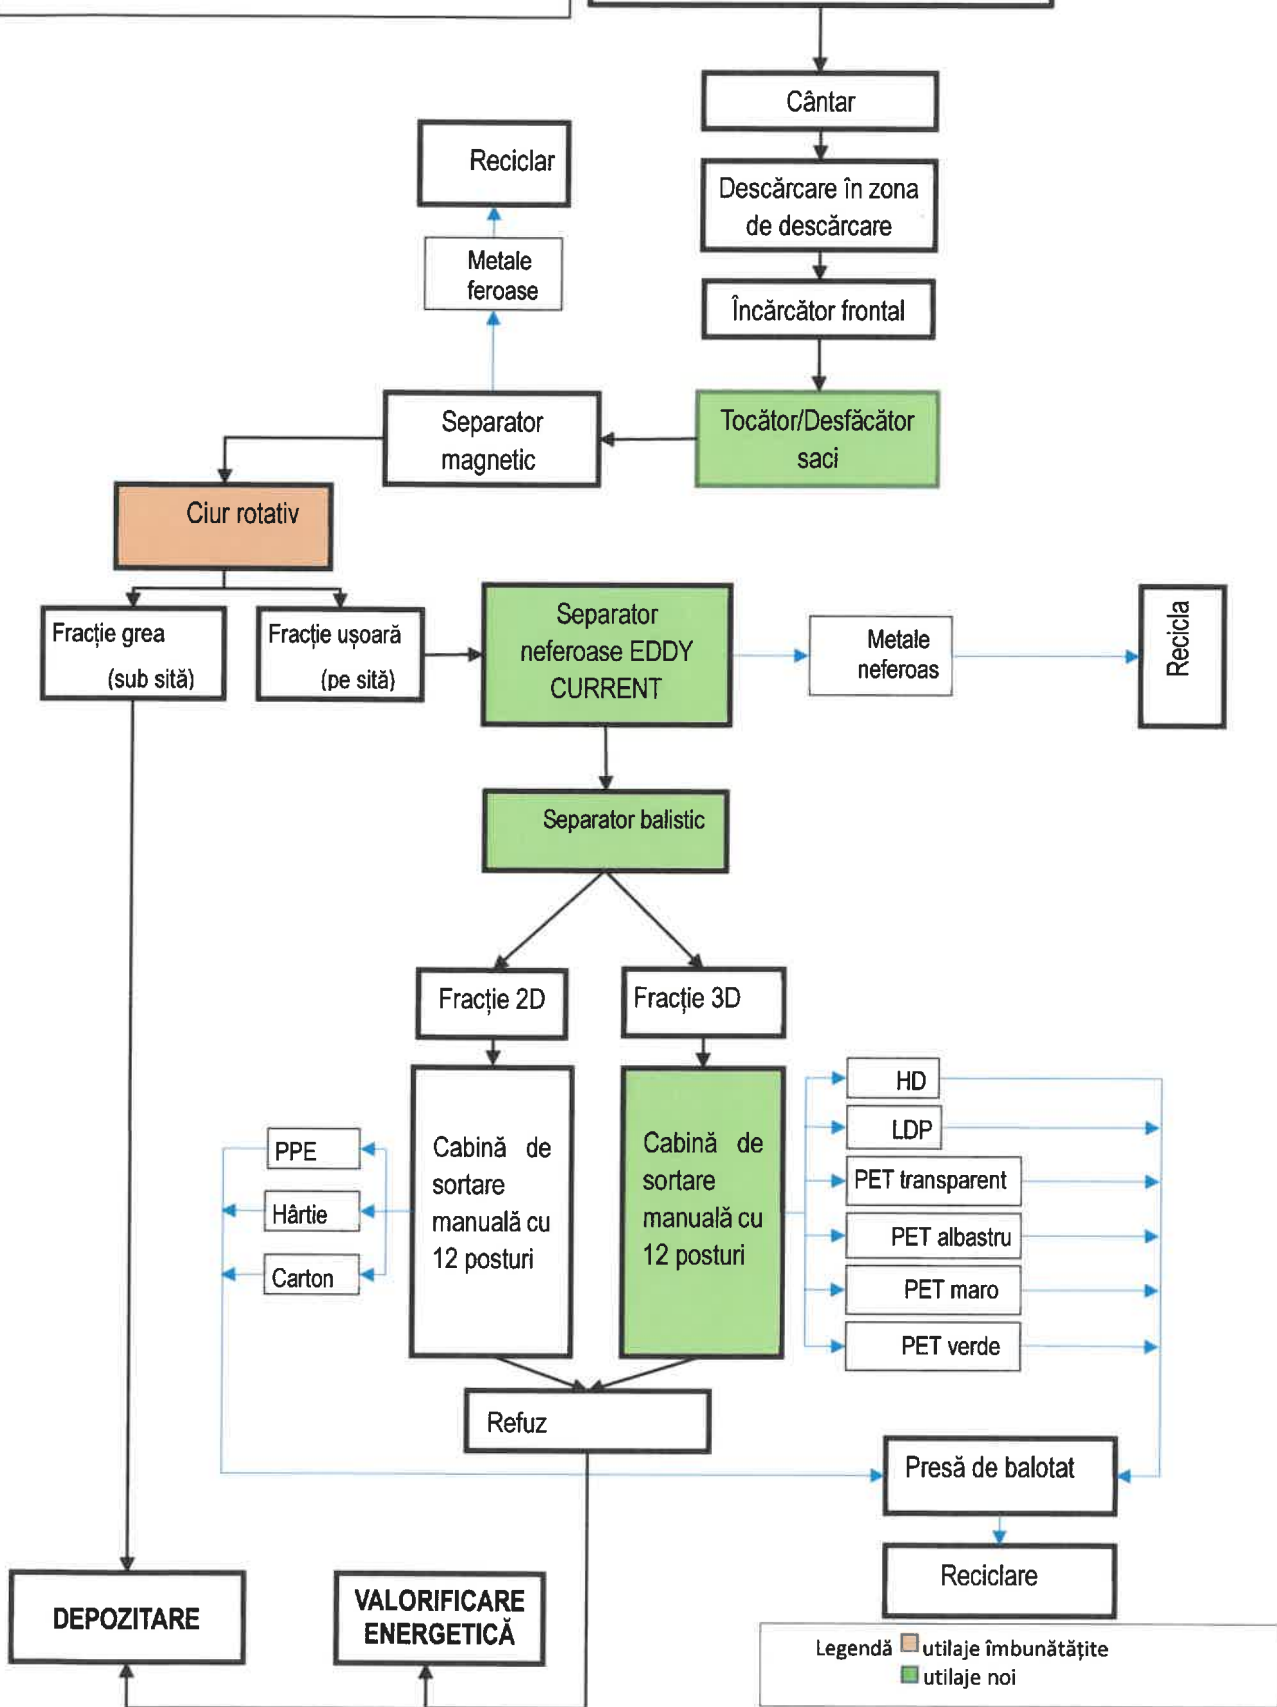 Cântar
Reciclar
Descărcare în zona
de descărcare
Metale
feroase
Încărcător frontal
Separator
magnetic
Tocător/Desfăcător
saci
Ciur rotativ
Fracție grea
(sub sită)
Fracție ușoară
(pe sită)
Separator
neferoase EDDY
CURRENT
Metale
neferoas
Recicla
Separator balistic
Fracție 2D
Fracție 3D
PPE
Hârtie
Carton
Cabină de
sortare
manuală cu
12 posturi
Cabină de
sortare
manuală cu
12 posturi
HD
LDP
PET transparent
PET albastru
PET maro
PET verde
Refuz
Presă de balotat
Reciclare
DEPOZITARE
VALORIFICARE
ENERGETICĂ
Legendă utilaje îmbunătățite
utilaje noi